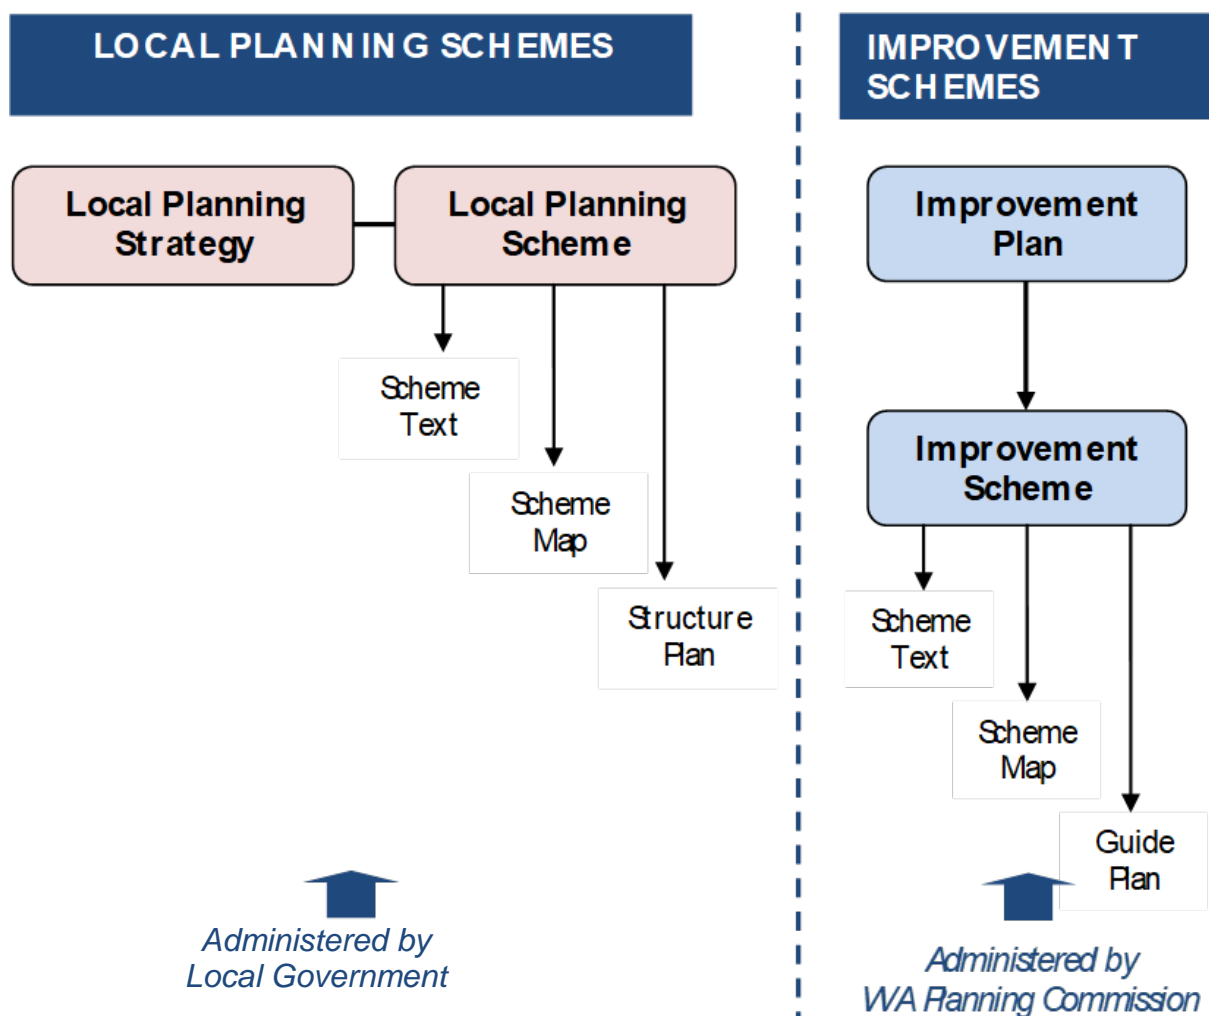 LOCAL PLANNING SCHEMES
Local Planning
Strategy
Local Planning
Scheme
Scheme
Text
Scheme
Map
Structure
Plan
Administered by
Local Government
IMPROVEMENT
SCHEMES
Improvement
Plan
Improvement
Scheme
Scheme
Text
Scheme
Map
Guide
Plan
Administered by
WA Planning Commission